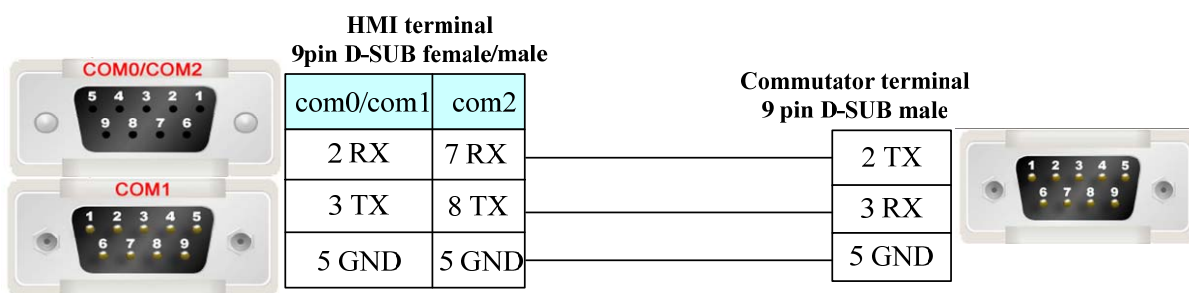 HMI terminal
9pin D-SUB female/male
COM0/COM2
5 4 3 2 1
9 8 7 6
COM1
1 2 3 4 5
6 7 8 9
com0/com1 com2
2 RX 7 RX
3 TX 8 TX
5 GND 5 GND
Commutator terminal
9 pin D-SUB male
2 TX
3 RX
5 GND
1 2 3 4 5
6 7 8 9